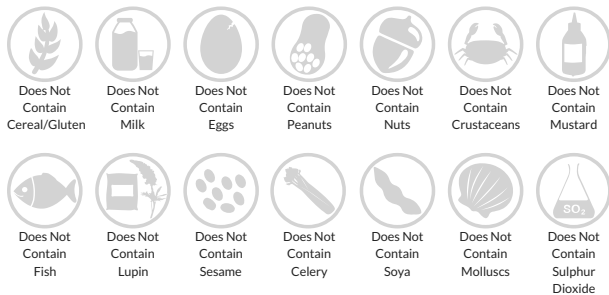 Does Not
Contain
Cereal/Gluten
Does Not
Contain
Milk
Does Not
Contain
Eggs
Does Not
Contain
Peanuts
Does Not
Contain
Nuts
Does Not
Contain
Crustaceans
Does Not
Contain
Mustard
Does Not
Contain
Fish
Does Not
Contain
Lupin
Does Not
Contain
Sesame
Does Not
Contain
Celery
Does Not
Contain
Soya
Does Not
Contain
Molluscs
SO₂
Does Not
Contain
Sulphur
Dioxide